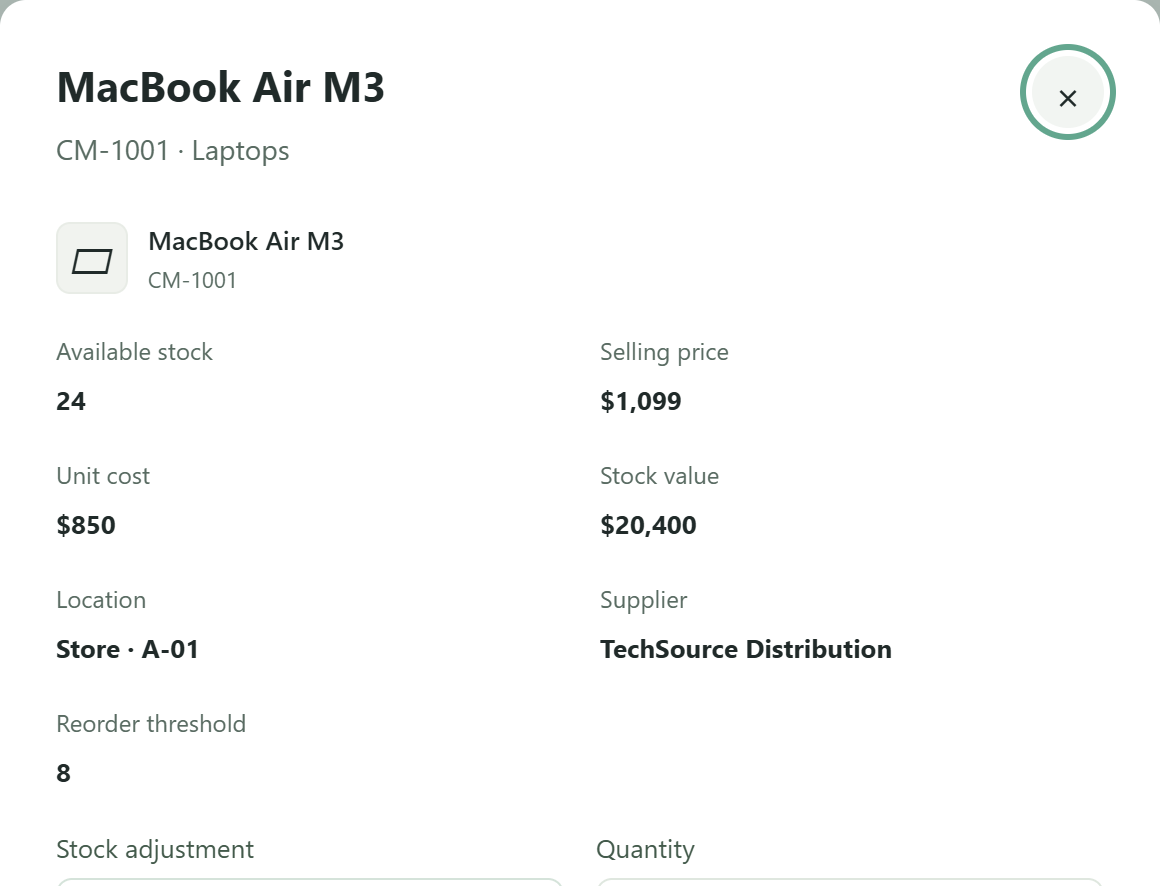 MacBook Air M3
CM-1001 · Laptops
MacBook Air M3
CM-1001
Available stock
24
Selling price
$1,099
Unit cost
$850
Stock value
$20,400
Location
Store · A-01
Supplier
TechSource Distribution
Reorder threshold
8
Stock adjustment
Quantity